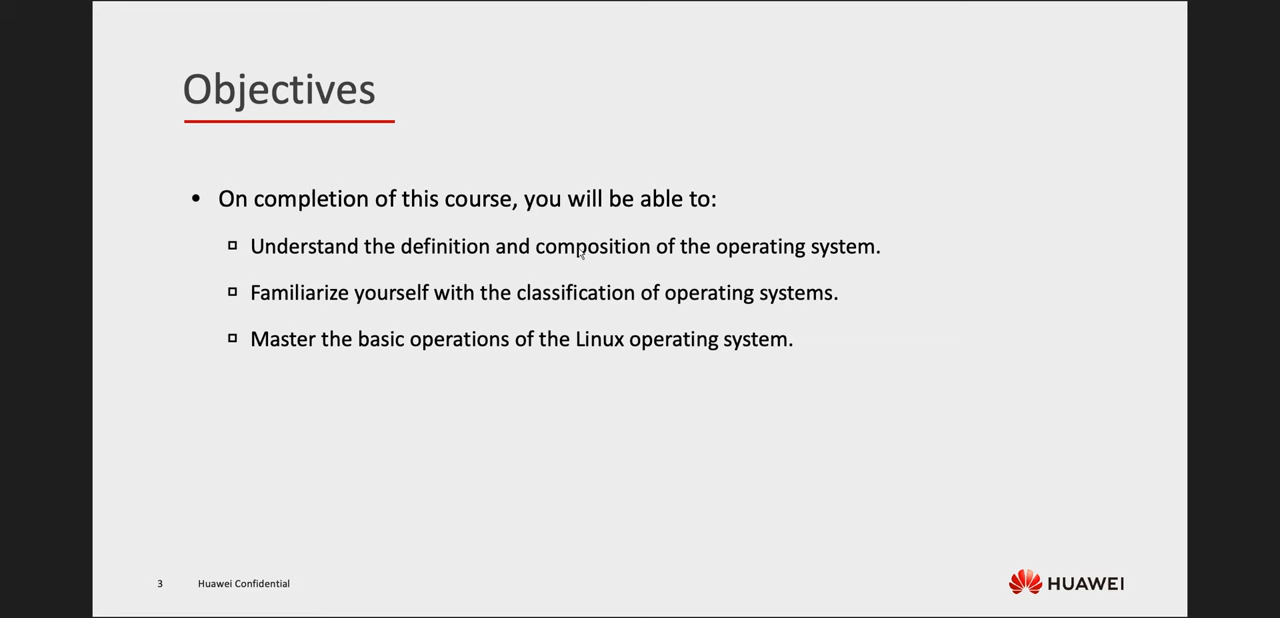 Objectives
• On completion of this course, you will be able to:
▫ Understand the definition and composition of the operating system.
▫ Familiarize yourself with the classification of operating systems.
▫ Master the basic operations of the Linux operating system.
3 Huawei Confidential
HUAWEI